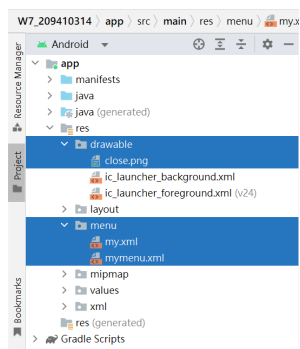 W7_209410314 〉 app 〉 src 〉 main 〉 res 〉 menu 〉 my.x
Resource Manager
Project
Bookmarks
Android
app
manifests
java
java (generated)
res
drawable
close.png
ic_launcher_background.xml
ic_launcher_foreground.xml (v24)
layout
menu
my.xml
mymenu.xml
mipmap
values
xml
res (generated)
Gradle Scripts